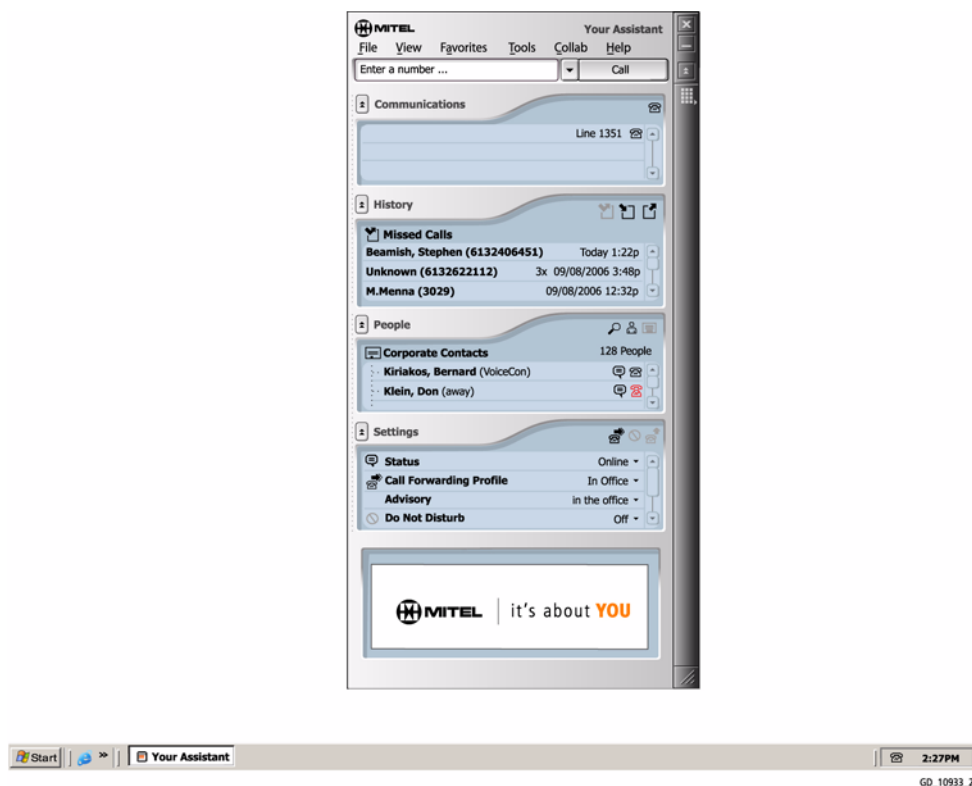 MITEL Your Assistant
File View Favorites Tools Collab Help
Enter a number ... Call
Communications
Line 1351
History
Missed Calls
Beamish, Stephen (6132406451) Today 1:22p
Unknown (6132622112) 3x 09/08/2006 3:48p
M.Menna (3029) 09/08/2006 12:32p
People
Corporate Contacts 128 People
Kiriakos, Bernard (VoiceCon)
Klein, Don (away)
Settings
Status Online
Call Forwarding Profile In Office
Advisory in the office
Do Not Disturb Off
MITEL it's about YOU
Start Your Assistant 2:27PM
GD_10933_2